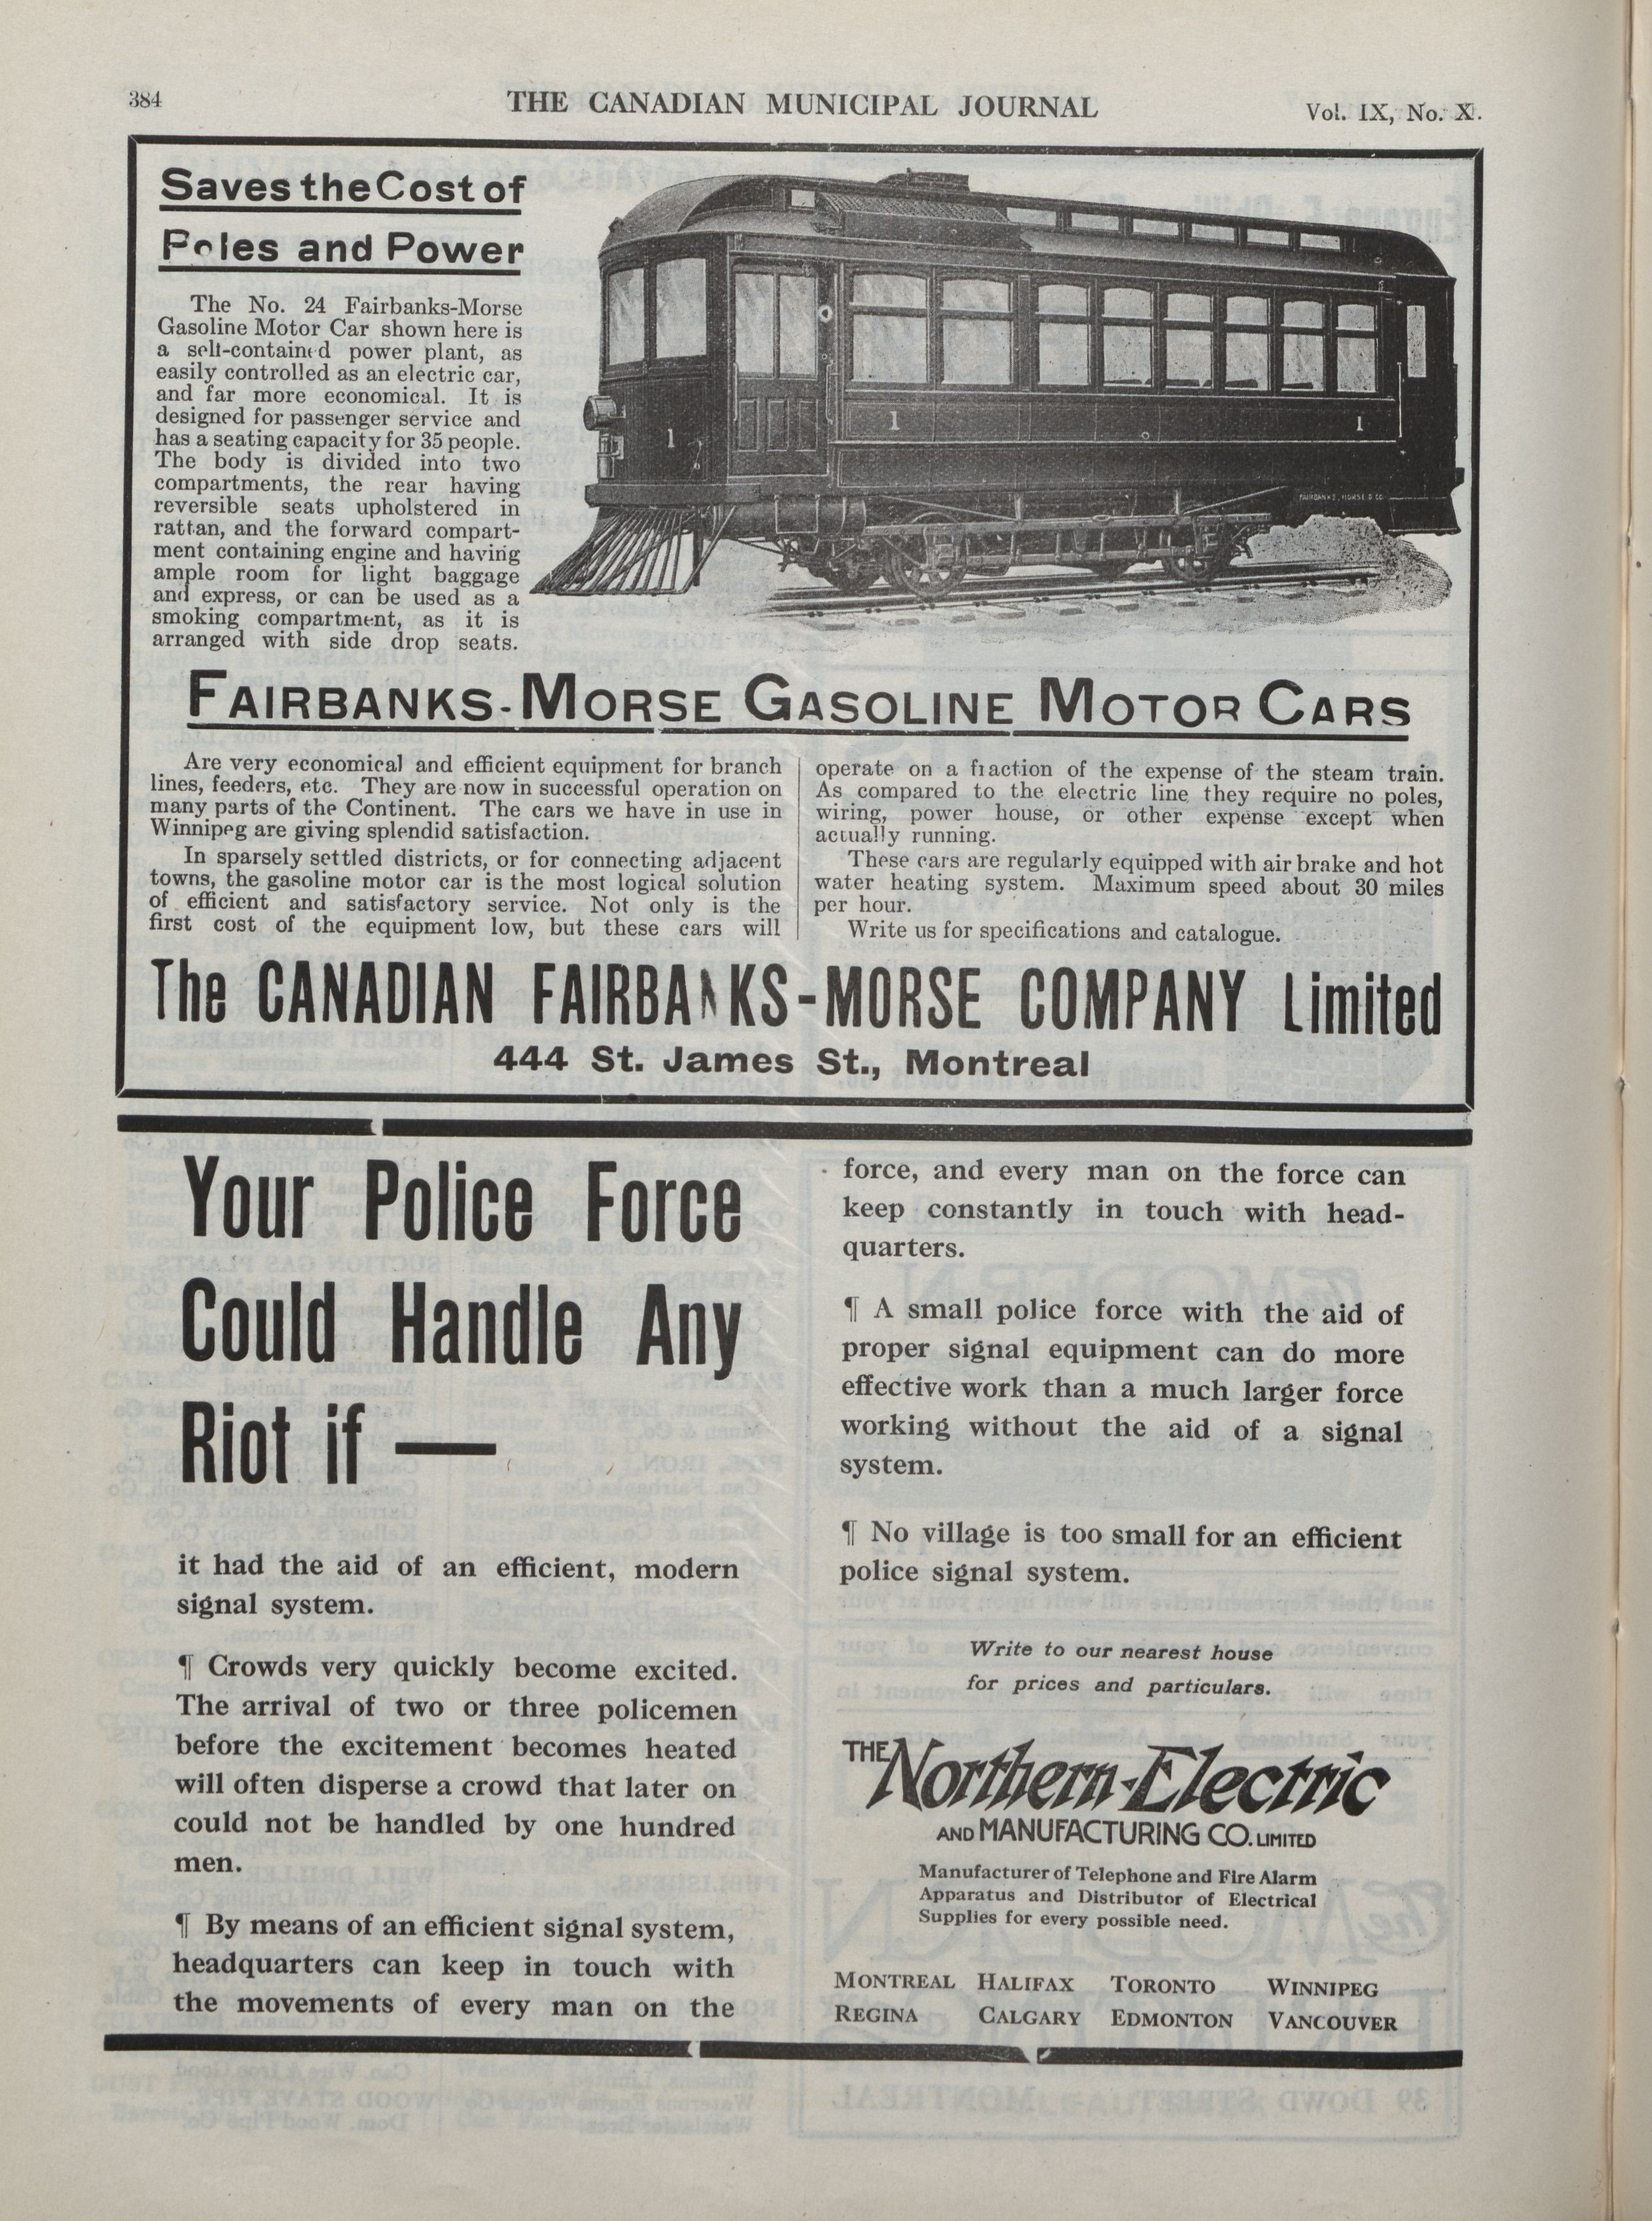 384
THE CANADIAN MUNICIPAL JOURNAL
Vol. IX, No. X.
Saves the Cost of
Poles and Power
The No. 24 Fairbanks-Morse
Gasoline Motor Car shown here is
a self-contained power plant, as
easily controlled as an electric car,
and far more economical. It is
designed for passenger service and
has a seating capacity for 35 people.
The body is divided into two
compartments, the rear having
reversible seats upholstered in
rattan, and the forward compart-
ment containing engine and having
ample room for light baggage
and express, or can be used as a
smoking compartment, as it is
arranged with side drop seats.
1
1
1
FAIRBANKS, MORSE & CO.
FAIRBANKS-MORSE GASOLINE MOTOR CARS
Are very economical and efficient equipment for branch
lines, feeders, etc. They are now in successful operation on
many parts of the Continent. The cars we have in use in
Winnipeg are giving splendid satisfaction.
In sparsely settled districts, or for connecting adjacent
towns, the gasoline motor car is the most logical solution
of efficient and satisfactory service. Not only is the
first cost of the equipment low, but these cars will
operate on a fraction of the expense of the steam train.
As compared to the electric line they require no poles,
wiring, power house, or other expense except when
actually running.
These cars are regularly equipped with air brake and hot
water heating system. Maximum speed about 30 miles
per hour.
Write us for specifications and catalogue.
The CANADIAN FAIRBANKS-MORSE COMPANY Limited
444 St. James St., Montreal
Your Police Force
Could Handle Any
Riot if —
it had the aid of an efficient, modern
signal system.
¶ Crowds very quickly become excited.
The arrival of two or three policemen
before the excitement becomes heated
will often disperse a crowd that later on
could not be handled by one hundred
men.
¶ By means of an efficient signal system,
headquarters can keep in touch with
the movements of every man on the
force, and every man on the force can
keep constantly in touch with head-
quarters.
¶ A small police force with the aid of
proper signal equipment can do more
effective work than a much larger force
working without the aid of a signal
system.
¶ No village is too small for an efficient
police signal system.
Write to our nearest house
for prices and particulars.
THE Northern-Electric
AND MANUFACTURING CO. LIMITED
Manufacturer of Telephone and Fire Alarm
Apparatus and Distributor of Electrical
Supplies for every possible need.
MONTREAL HALIFAX TORONTO WINNIPEG
REGINA CALGARY EDMONTON VANCOUVER